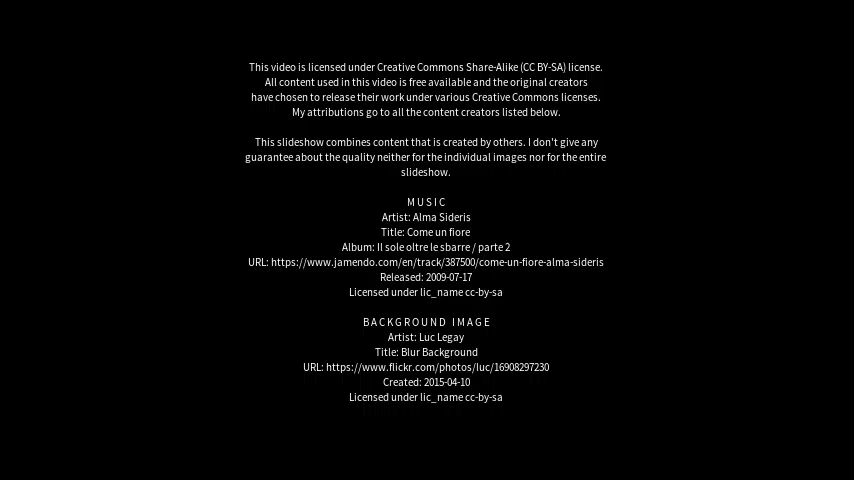 This video is licensed under Creative Commons Share-Alike (CC BY-SA) license.
All content used in this video is free available and the original creators
have chosen to release their work under various Creative Commons licenses.
My attributions go to all the content creators listed below.
This slideshow combines content that is created by others. I don't give any
guarantee about the quality neither for the individual images nor for the entire
slideshow.
MUSIC
Artist: Alma Sideris
Title: Come un fiore
Album: Il sole oltre le sbarre / parte 2
URL: https://www.jamendo.com/en/track/387500/come-un-fiore-alma-sideris
Released: 2009-07-17
Licensed under lic_name cc-by-sa
BACKGROUND IMAGE
Artist: Luc Legay
Title: Blur Background
URL: https://www.flickr.com/photos/luc/16908297230
Created: 2015-04-10
Licensed under lic_name cc-by-sa